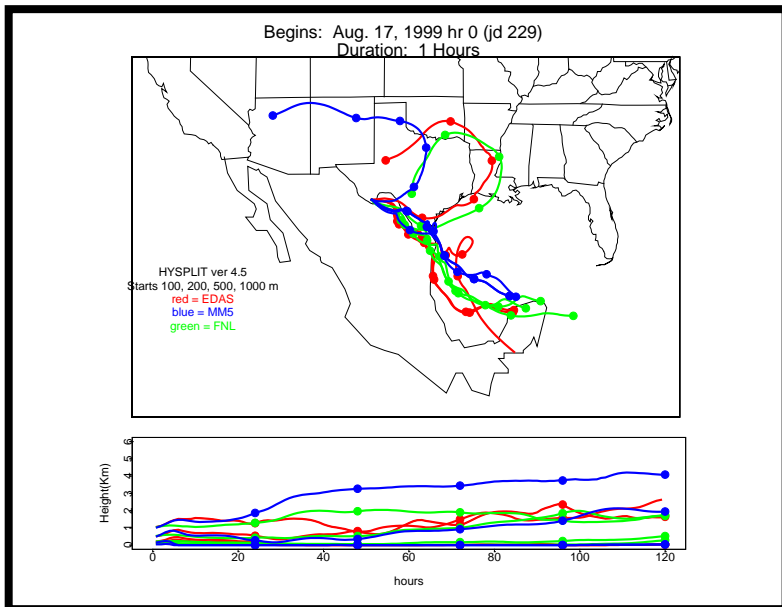 Begins: Aug. 17, 1999 hr 0 (jd 229)
Duration: 1 Hours
HYSPLIT ver 4.5
Starts 100, 200, 500, 1000 m
red = EDAS
blue = MM5
green = FNL
Height(Km)
6
5
4
3
2
1
0
0 20 40 60 80 100 120
hours